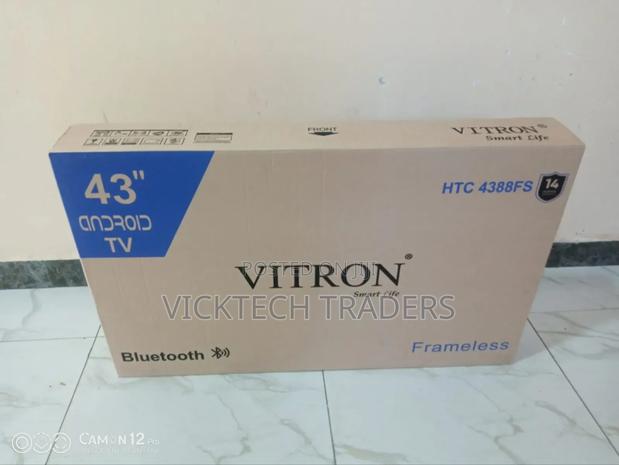 FRONT
VITRON®
Smart Life
43"
ANDROID
TV
HTC 4388FS
14
POSTED ON JIJI
VITRON®
Smart Life
VICKTECH TRADERS
Bluetooth
Frameless
CAMON 12 Pro